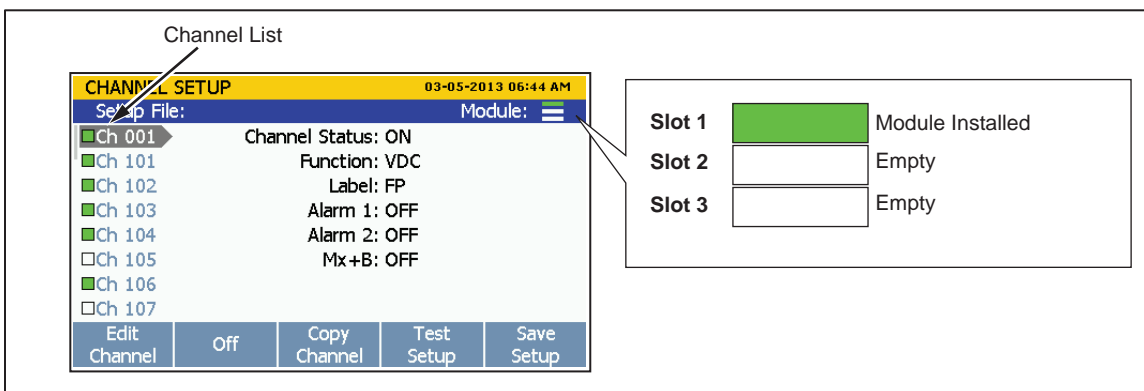 Channel List
CHANNEL SETUP 03-05-2013 06:44 AM
Setup File: Module:
Ch 001 Channel Status: ON
Ch 101 Function: VDC
Ch 102 Label: FP
Ch 103 Alarm 1: OFF
Ch 104 Alarm 2: OFF
Ch 105 Mx+B: OFF
Ch 106
Ch 107
Edit Channel Off Copy Channel Test Setup Save Setup
Slot 1 Module Installed
Slot 2 Empty
Slot 3 Empty